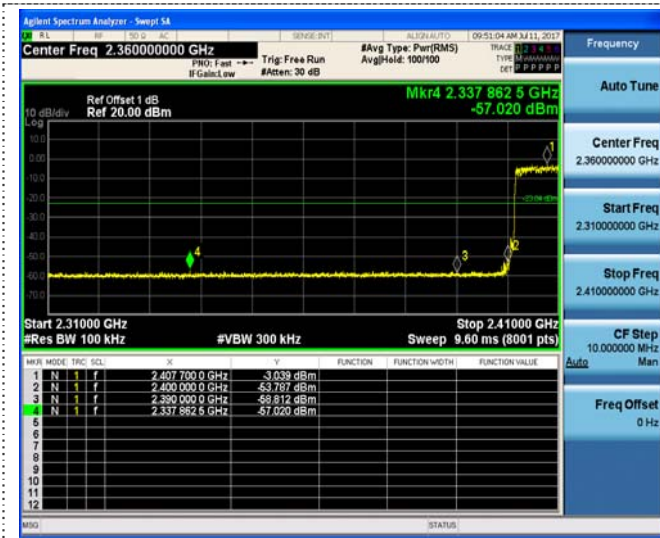 Agilent Spectrum Analyzer - Swept SA
RL RF 50 Ω AC SENSE:INT ALIGNAUTO 09:51:04 AM Jul 11, 2017
Center Freq 2.360000000 GHz
PNO: Fast
IFGain:Low
Trig: Free Run
#Atten: 30 dB
#Avg Type: Pwr(RMS)
Avg|Hold: 100/100
TRACE 1 2 3 4 5 6
TYPE
DET P P P P P P
Frequency
Mkr4 2.337 862 5 GHz
-57.020 dBm
Ref Offset 1 dB
10 dB/div Ref 20.00 dBm
Log
10.0
0.00
-10.0
-20.0
-30.0
-40.0
-50.0
-60.0
-70.0
1
-23.04 dBm
4
3
2
Start 2.31000 GHz
Stop 2.41000 GHz
#Res BW 100 kHz
#VBW 300 kHz
Sweep 9.60 ms (8001 pts)
MKR MODE TRC SCL X Y FUNCTION FUNCTION WIDTH FUNCTION VALUE
1 N 1 f 2.407 700 0 GHz -3.039 dBm
2 N 1 f 2.400 000 0 GHz -53.787 dBm
3 N 1 f 2.390 000 0 GHz -58.812 dBm
4 N 1 f 2.337 862 5 GHz -57.020 dBm
5
6
7
8
9
10
11
12
MSG STATUS
Auto Tune
Center Freq
2.360000000 GHz
Start Freq
2.310000000 GHz
Stop Freq
2.410000000 GHz
CF Step
10.000000 MHz
Auto Man
Freq Offset
0 Hz